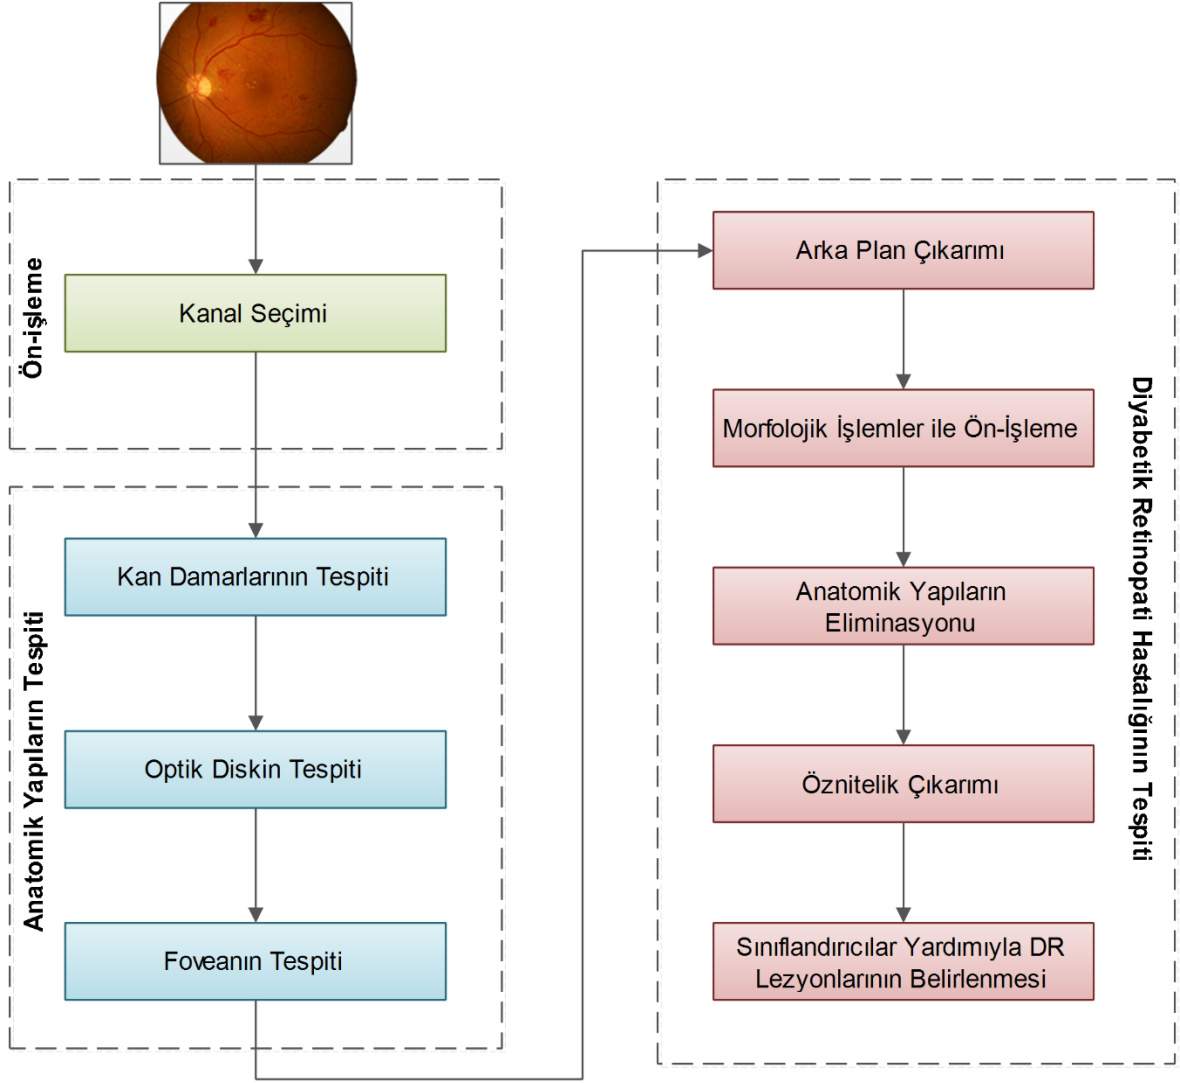 Ön-işleme
Kanal Seçimi
Anatomik Yapıların Tespiti
Kan Damarlarının Tespiti
Optik Diskin Tespiti
Foveanın Tespiti
Diyabetik Retinopati Hastalığının Tespiti
Arka Plan Çıkarımı
Morfolojik İşlemler ile Ön-İşleme
Anatomik Yapıların
Eliminasyonu
Öznitelik Çıkarımı
Sınıflandırıcılar Yardımıyla DR
Lezyonlarının Belirlenmesi